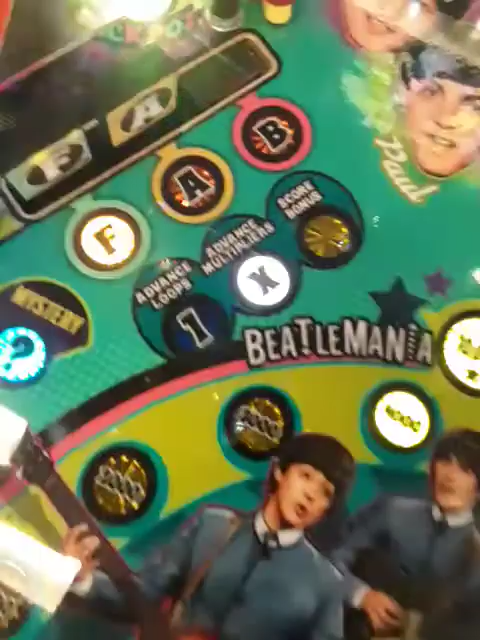 F
A
B
A
F
SCORE
BONUS
ADVANCE
MULTIPLIERS
X
ADVANCE
LOOPS
1
MYSTERY
?
Paul
BEATLEMANIA